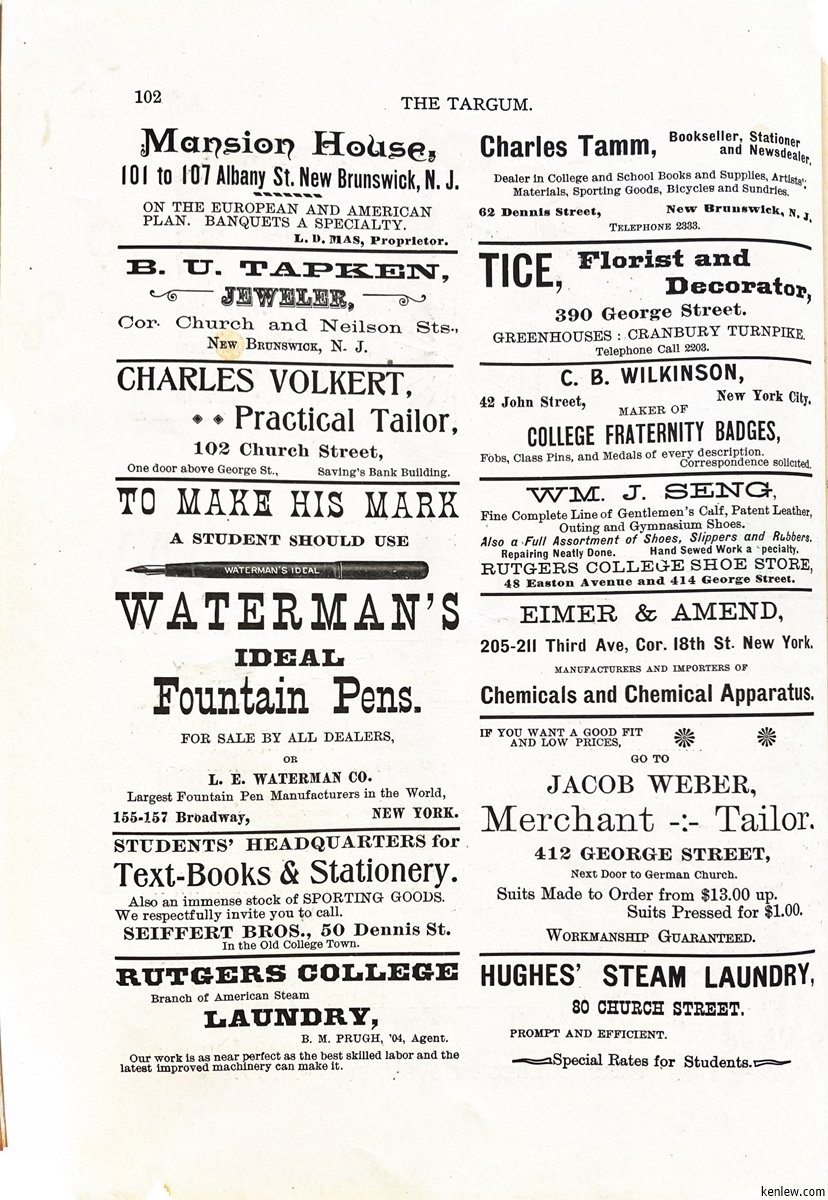 102
THE TARGUM.
Mansion House,
101 to 107 Albany St. New Brunswick, N. J.
ON THE EUROPEAN AND AMERICAN
PLAN. BANQUETS A SPECIALTY.
L. D. MAS, Proprietor.
B. U. TAPKEN,
JEWELER,
Cor. Church and Neilson Sts.,
NEW BRUNSWICK, N. J.
CHARLES VOLKERT,
Practical Tailor,
102 Church Street,
One door above George St., Saving's Bank Building.
TO MAKE HIS MARK
A STUDENT SHOULD USE
WATERMAN'S IDEAL
WATERMAN'S
IDEAL
Fountain Pens.
FOR SALE BY ALL DEALERS,
OR
L. E. WATERMAN CO.
Largest Fountain Pen Manufacturers in the World,
155-157 Broadway, NEW YORK.
STUDENTS' HEADQUARTERS for
Text-Books & Stationery.
Also an immense stock of SPORTING GOODS.
We respectfully invite you to call.
SEIFFERT BROS., 50 Dennis St.
In the Old College Town.
RUTGERS COLLEGE
Branch of American Steam
LAUNDRY,
B. M. PRUGH, '04, Agent.
Our work is as near perfect as the best skilled labor and the
latest improved machinery can make it.
Charles Tamm, Bookseller, Stationer
and Newsdealer,
Dealer in College and School Books and Supplies, Artists'
Materials, Sporting Goods, Bicycles and Sundries.
62 Dennis Street, New Brunswick, N. J.
TELEPHONE 2333.
TICE, Florist and
Decorator,
390 George Street.
GREENHOUSES : CRANBURY TURNPIKE.
Telephone Call 2203.
C. B. WILKINSON,
42 John Street, New York City,
MAKER OF
COLLEGE FRATERNITY BADGES,
Fobs, Class Pins, and Medals of every description.
Correspondence solicited.
WM. J. SENG,
Fine Complete Line of Gentlemen's Calf, Patent Leather,
Outing and Gymnasium Shoes.
Also a Full Assortment of Shoes, Slippers and Rubbers.
Repairing Neatly Done. Hand Sewed Work a specialty.
RUTGERS COLLEGE SHOE STORE,
48 Easton Avenue and 414 George Street.
EIMER & AMEND,
205-211 Third Ave, Cor. 18th St. New York.
MANUFACTURERS AND IMPORTERS OF
Chemicals and Chemical Apparatus.
IF YOU WANT A GOOD FIT
AND LOW PRICES,
GO TO
JACOB WEBER,
Merchant -:- Tailor.
412 GEORGE STREET,
Next Door to German Church.
Suits Made to Order from $13.00 up.
Suits Pressed for $1.00.
WORKMANSHIP GUARANTEED.
HUGHES' STEAM LAUNDRY,
80 CHURCH STREET.
PROMPT AND EFFICIENT.
Special Rates for Students.
kenlew.com